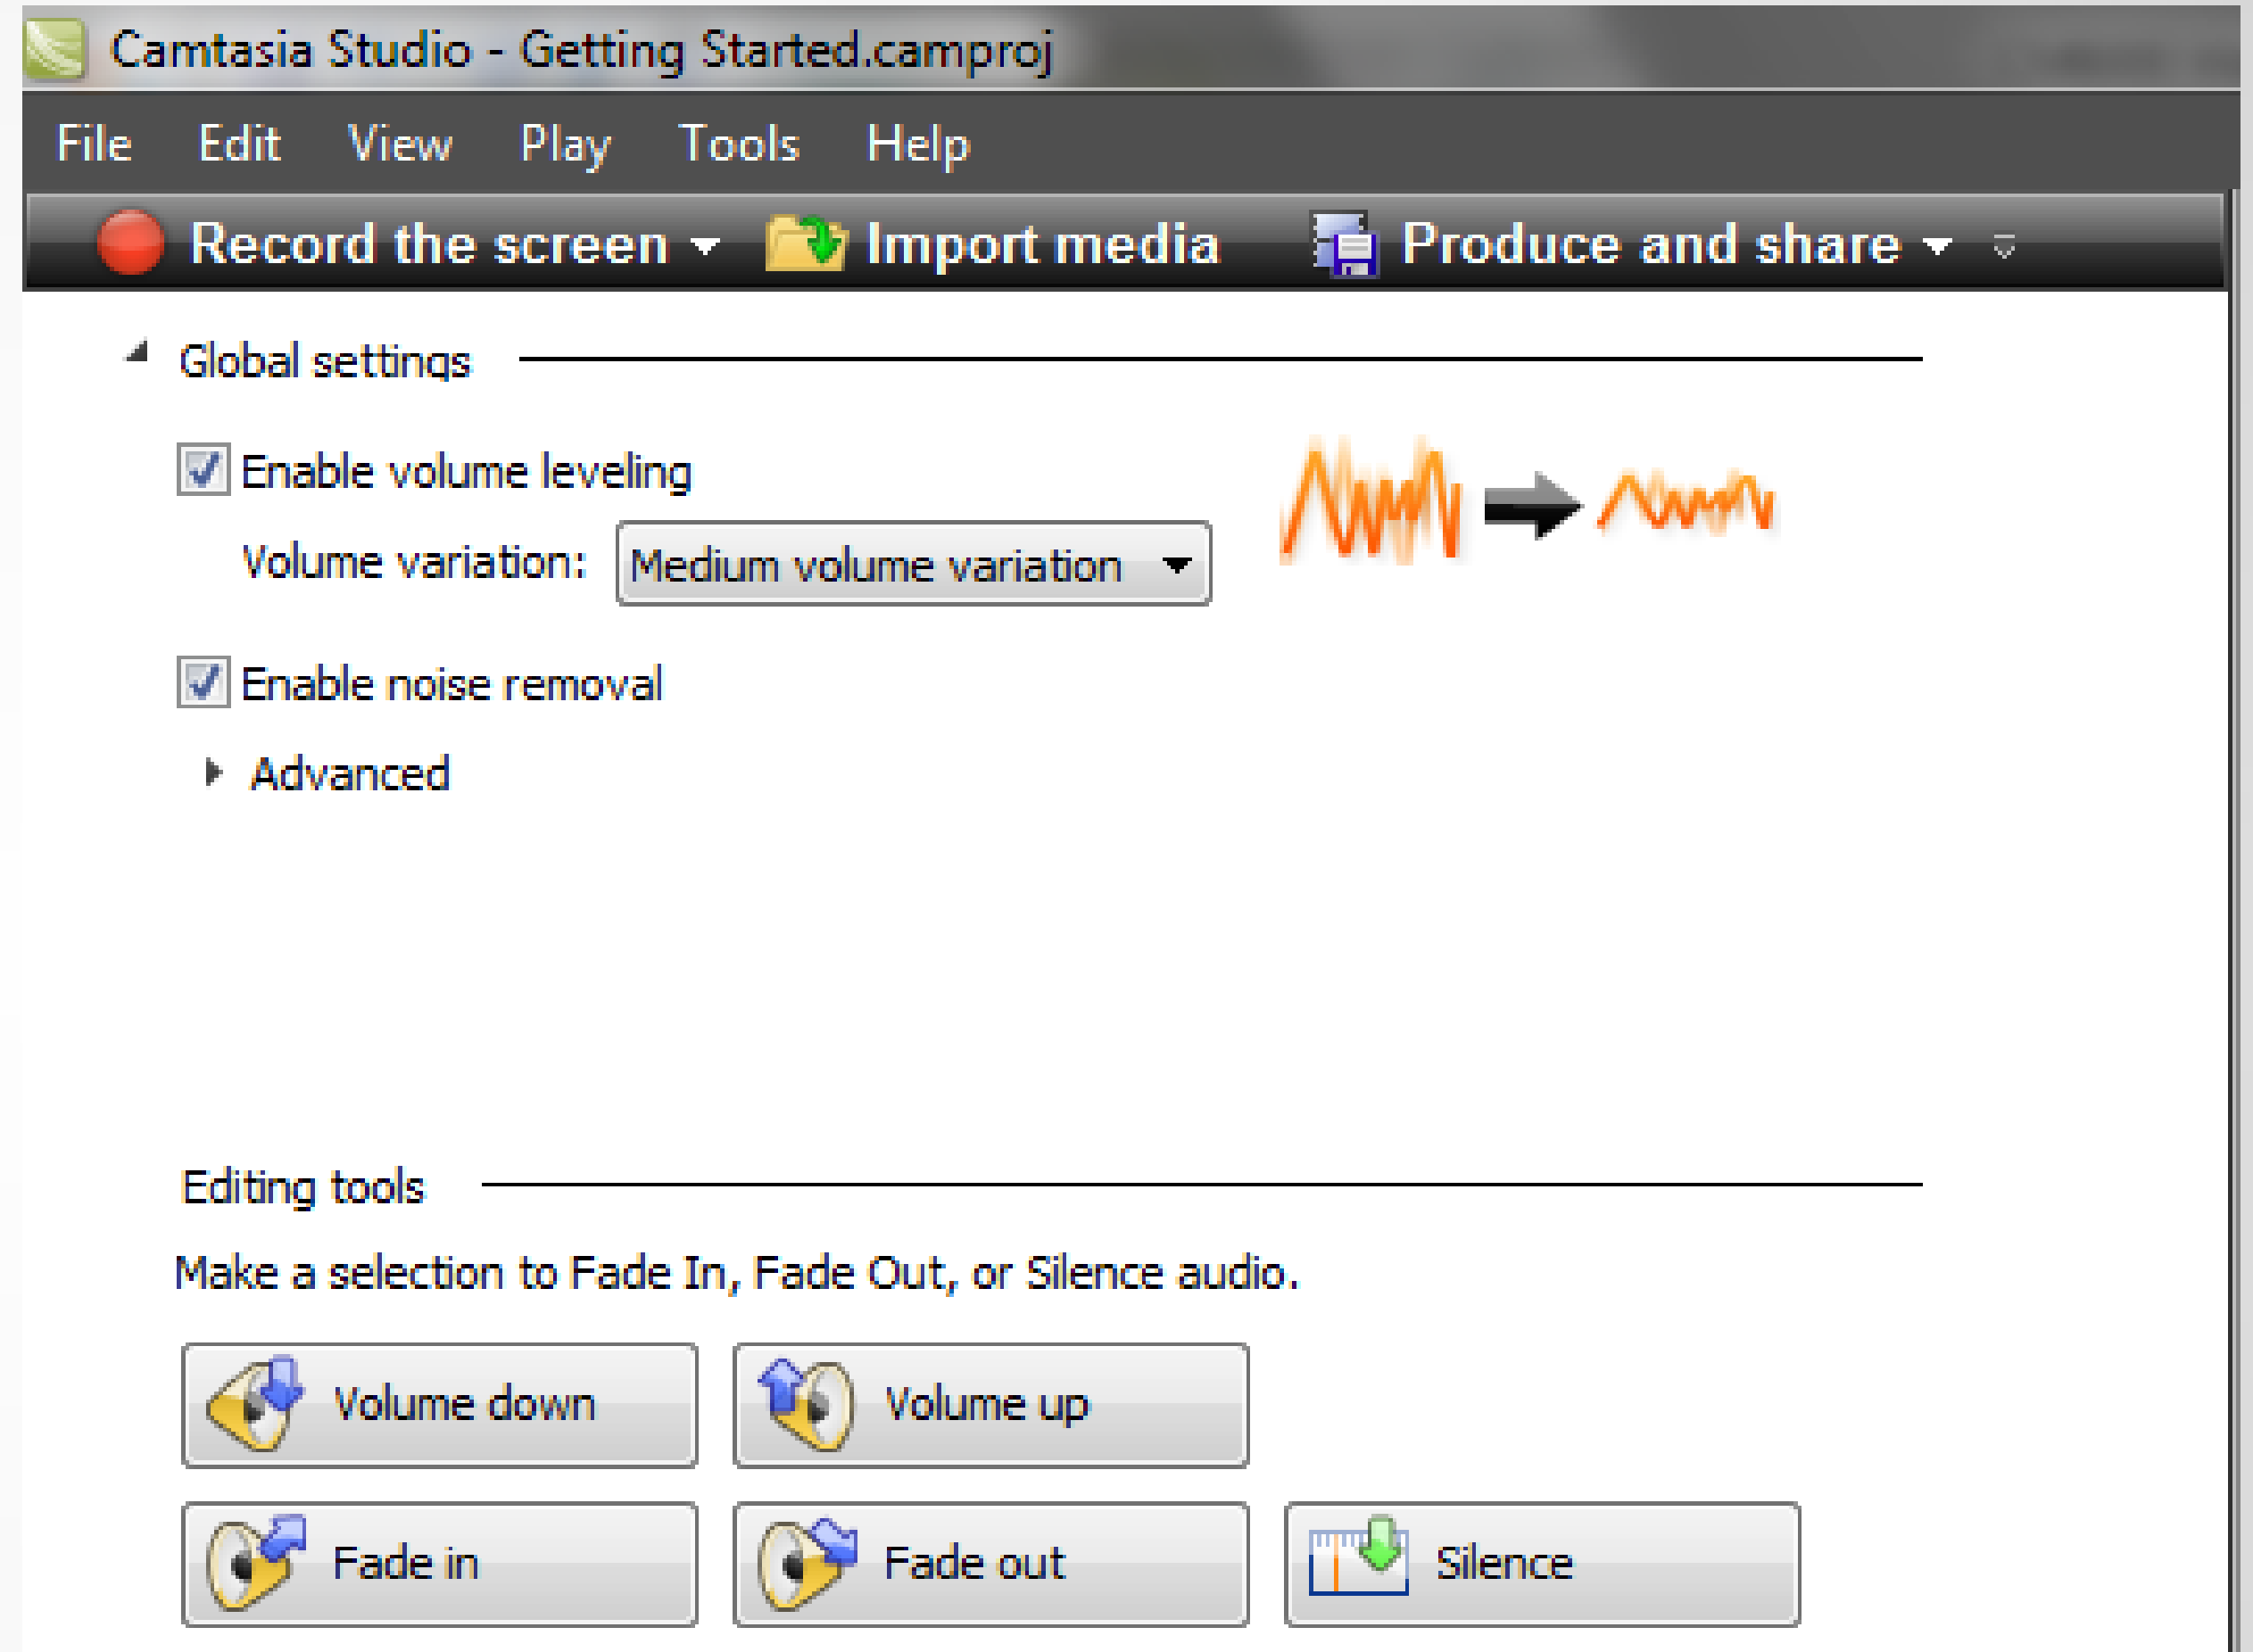 Camtasia Studio - Getting Started.camproj
File Edit View Play Tools Help
Record the screen Import media Produce and share
Global settings
Enable volume leveling
Volume variation: Medium volume variation
Enable noise removal
Advanced
Editing tools
Make a selection to Fade In, Fade Out, or Silence audio.
Volume down Volume up
Fade in Fade out Silence